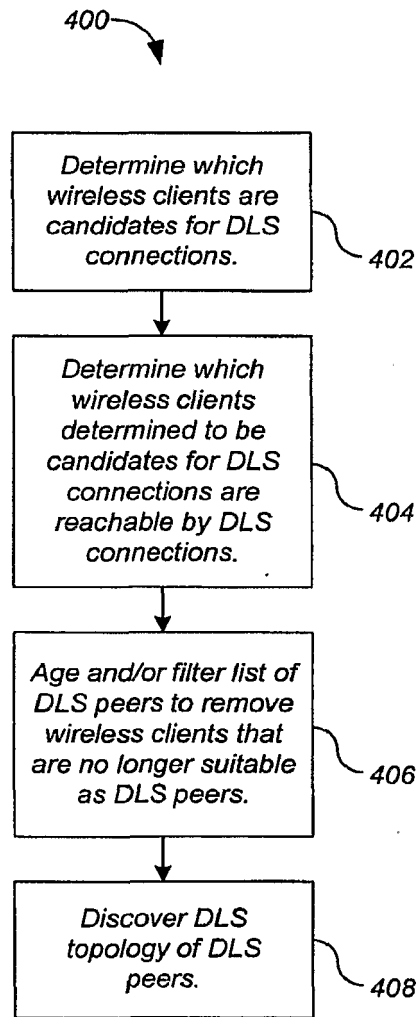 400
Determine which
wireless clients are
candidates for DLS
connections.
402
Determine which
wireless clients
determined to be
candidates for DLS
connections are
reachable by DLS
connections.
404
Age and/or filter list of
DLS peers to remove
wireless clients that
are no longer suitable
as DLS peers.
406
Discover DLS
topology of DLS
peers.
408